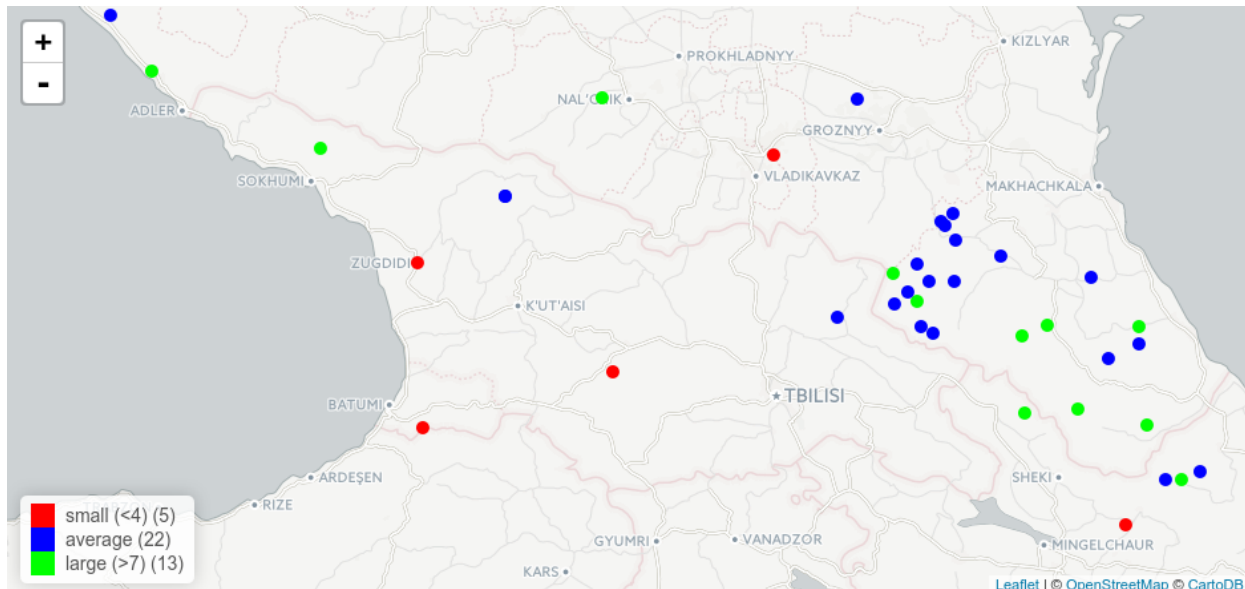 +
-
KIZLYAR
PROKHLADNYY
NAL'CHIK
ADLER
GROZNYY
SOKHUMI
VLADIKAVKAZ
MAKHACHKALA
ZUGDIDI
K'UT'AISI
BATUMI
TBILISI
ARDEŞEN
SHEKI
RIZE
small (<4) (5)
average (22)
large (>7) (13)
GYUMRI
VANADZOR
MINGELCHAUR
KARS
Leaflet | © OpenStreetMap © CartoDB